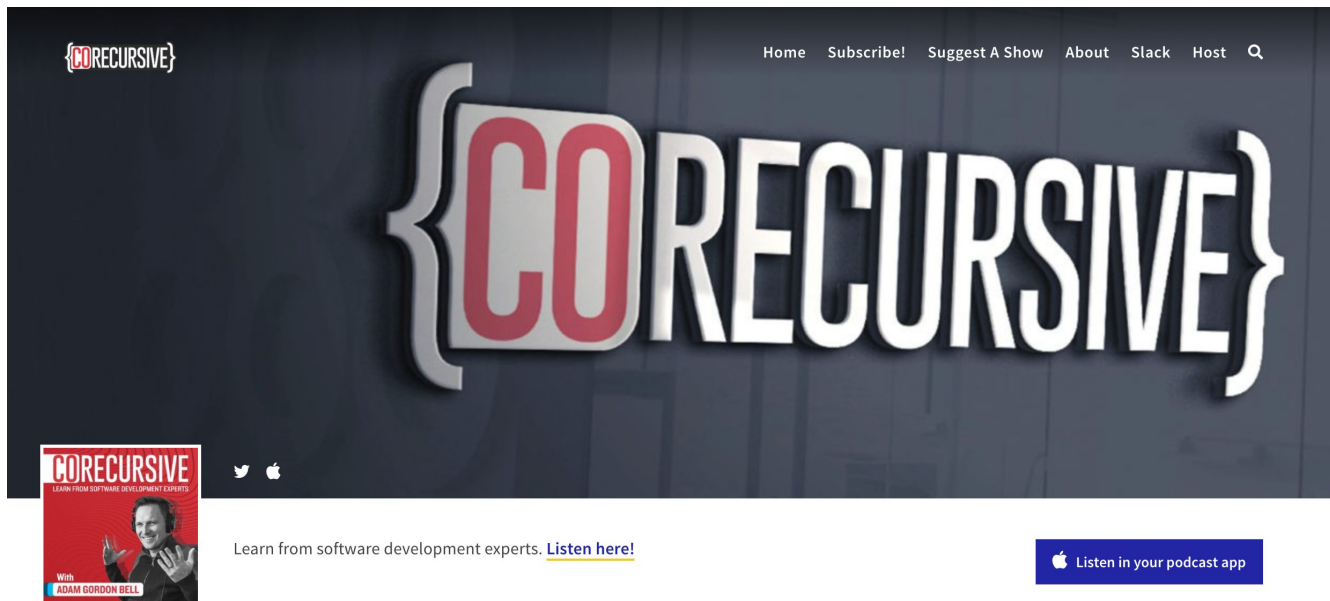 {CORECURSIVE}
Home Subscribe! Suggest A Show About Slack Host
{CORECURSIVE}
CORECURSIVE
LEARN FROM SOFTWARE DEVELOPMENT EXPERTS
With
ADAM GORDON BELL
Learn from software development experts. Listen here!
Listen in your podcast app